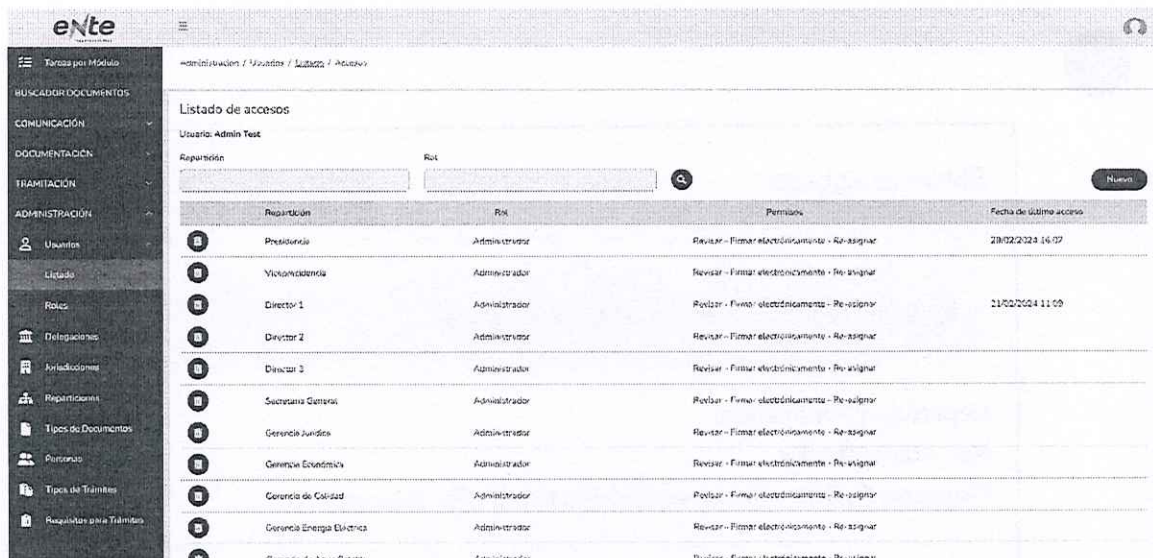 eNte
Tareas por Módulo
Administracion / Usuarios / Listado / Accesos
BUSCADOR DOCUMENTOS
COMUNICACIÓN
DOCUMENTACIÓN
TRAMITACIÓN
ADMINISTRACIÓN
Usuarios
Listado
Roles
Delegaciones
Jurisdicciones
Reparticiones
Tipos de Documentos
Personas
Tipos de Trámites
Requisitos para Trámites
Listado de accesos
Usuario: Admin Test
Repartición Rol
Nuevo
Repartición Rol Permisos Fecha de último acceso
Presidencia Administrador Revisar - Firmar electrónicamente - Re-asignar 28/02/2024 16:07
Vicepresidencia Administrador Revisar - Firmar electrónicamente - Re-asignar
Director 1 Administrador Revisar - Firmar electrónicamente - Re-asignar 21/02/2024 11:09
Director 2 Administrador Revisar - Firmar electrónicamente - Re-asignar
Director 3 Administrador Revisar - Firmar electrónicamente - Re-asignar
Secretaria General Administrador Revisar - Firmar electrónicamente - Re-asignar
Gerencia Jurídica Administrador Revisar - Firmar electrónicamente - Re-asignar
Gerencia Económica Administrador Revisar - Firmar electrónicamente - Re-asignar
Gerencia de Calidad Administrador Revisar - Firmar electrónicamente - Re-asignar
Gerencia Energía Eléctrica Administrador Revisar - Firmar electrónicamente - Re-asignar